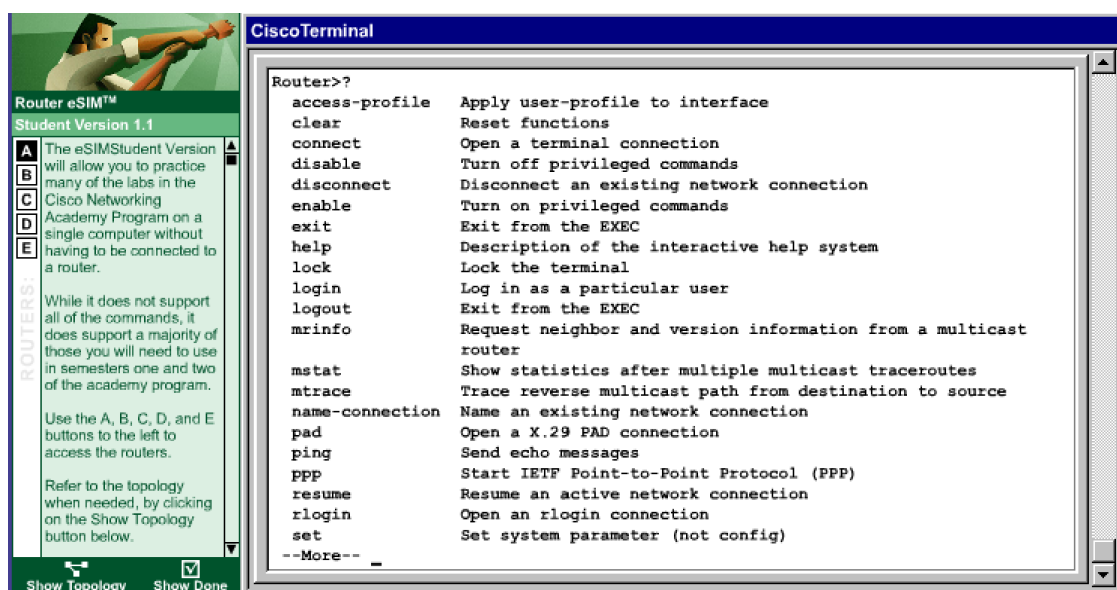 Router eSIM™
Student Version 1.1
A
B
C
D
E
ROUTERS:
The eSIMStudent Version
will allow you to practice
many of the labs in the
Cisco Networking
Academy Program on a
single computer without
having to be connected to
a router.
While it does not support
all of the commands, it
does support a majority of
those you will need to use
in semesters one and two
of the academy program.
Use the A, B, C, D, and E
buttons to the left to
access the routers.
Refer to the topology
when needed, by clicking
on the Show Topology
button below.
Show Topology
Show Done
CiscoTerminal
Router>?
access-profile Apply user-profile to interface
clear Reset functions
connect Open a terminal connection
disable Turn off privileged commands
disconnect Disconnect an existing network connection
enable Turn on privileged commands
exit Exit from the EXEC
help Description of the interactive help system
lock Lock the terminal
login Log in as a particular user
logout Exit from the EXEC
mrinfo Request neighbor and version information from a multicast
router
mstat Show statistics after multiple multicast traceroutes
mtrace Trace reverse multicast path from destination to source
name-connection Name an existing network connection
pad Open a X.29 PAD connection
ping Send echo messages
ppp Start IETF Point-to-Point Protocol (PPP)
resume Resume an active network connection
rlogin Open an rlogin connection
set Set system parameter (not config)
--More-- _